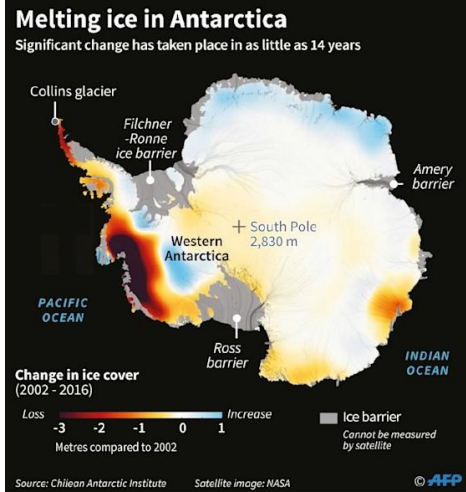 Melting ice in Antarctica
Significant change has taken place in as little as 14 years
Collins glacier
Filchner
-Ronne
ice barrier
Amery
barrier
South Pole
2,830 m
Western
Antarctica
PACIFIC
OCEAN
Ross
barrier
INDIAN
OCEAN
Change in ice cover
(2002 - 2016)
Loss
Increase
-3 -2 -1 0 1
Metres compared to 2002
Ice barrier
Cannot be measured
by satellite
Source: Chilean Antarctic Institute Satellite image: NASA
© AFP